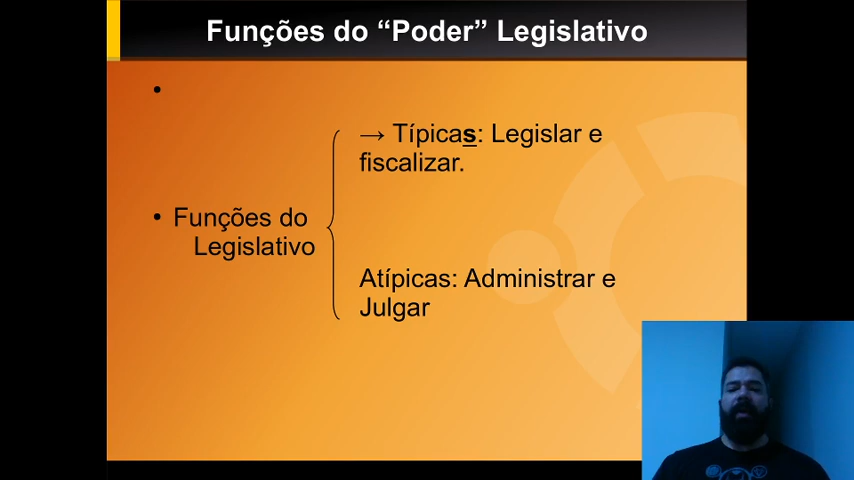 Funções do “Poder” Legislativo
•
→ Típicas: Legislar e
fiscalizar.
• Funções do
Legislativo
Atípicas: Administrar e
Julgar